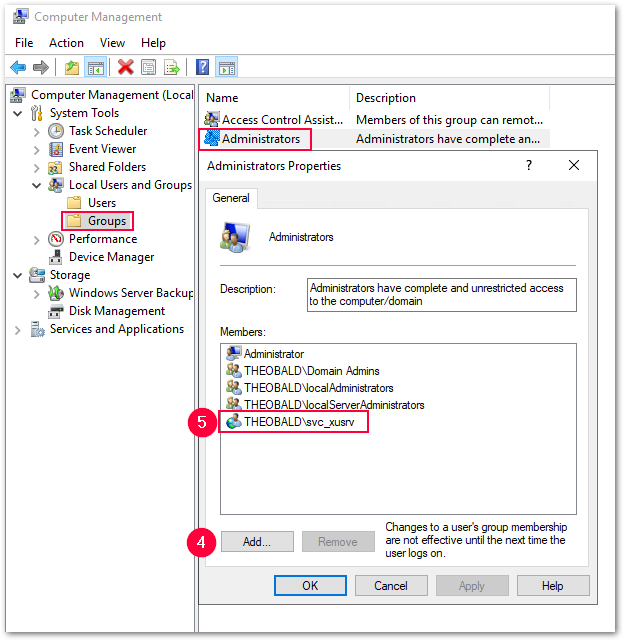 Computer Management
File Action View Help
Computer Management (Local
System Tools
Task Scheduler
Event Viewer
Shared Folders
Local Users and Groups
Users
Groups
Performance
Device Manager
Storage
Windows Server Backup
Disk Management
Services and Applications
Name Description
Access Control Assist... Members of this group can remot...
Administrators Administrators have complete an...
Administrators Properties ?
General
Administrators
Description: Administrators have complete and unrestricted access
to the computer/domain
Members:
Administrator
THEOBALD\Domain Admins
THEOBALD\localAdministrators
THEOBALD\localServerAdministrators
5 THEOBALD\svc_xusrv
4 Add... Remove
Changes to a user's group membership
are not effective until the next time the
user logs on.
OK Cancel Apply Help